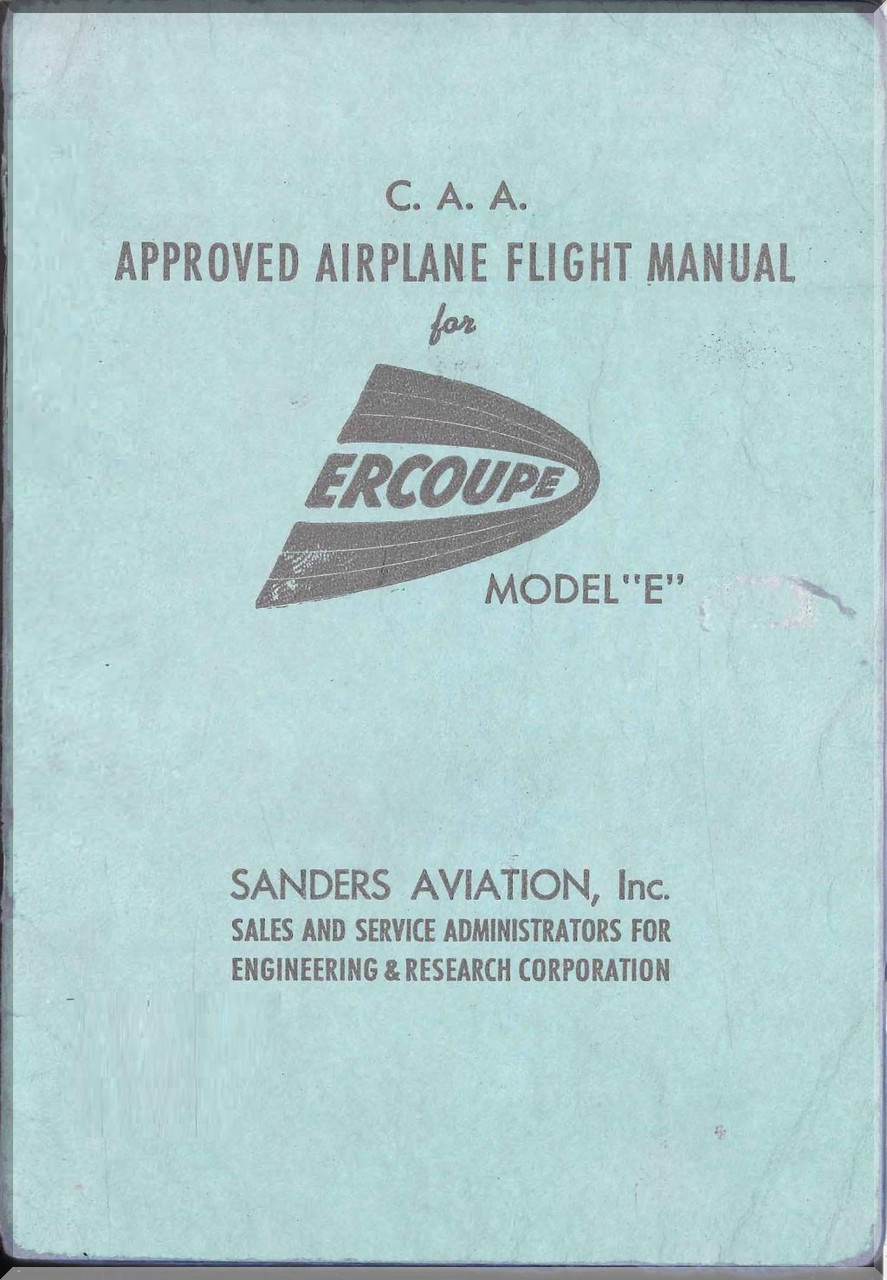 C. A. A.
APPROVED AIRPLANE FLIGHT MANUAL
for
ERCOUPE
MODEL "E"
SANDERS AVIATION, Inc.
SALES AND SERVICE ADMINISTRATORS FOR
ENGINEERING & RESEARCH CORPORATION